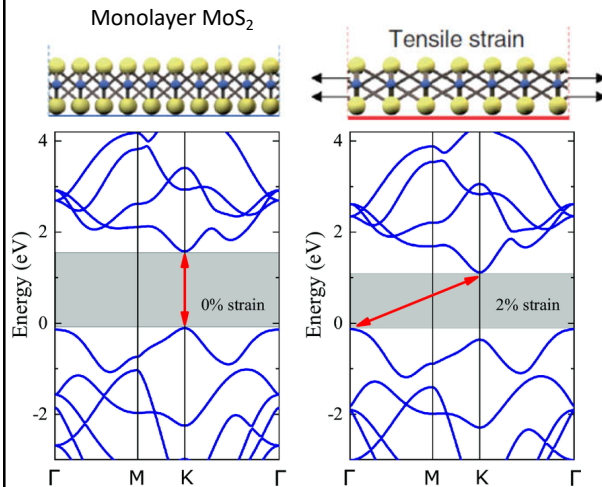 Monolayer MoS₂
Tensile strain
Energy (eV)
4
2
0
-2
0% strain
Γ M K Γ
Energy (eV)
4
2
0
-2
2% strain
Γ M K Γ